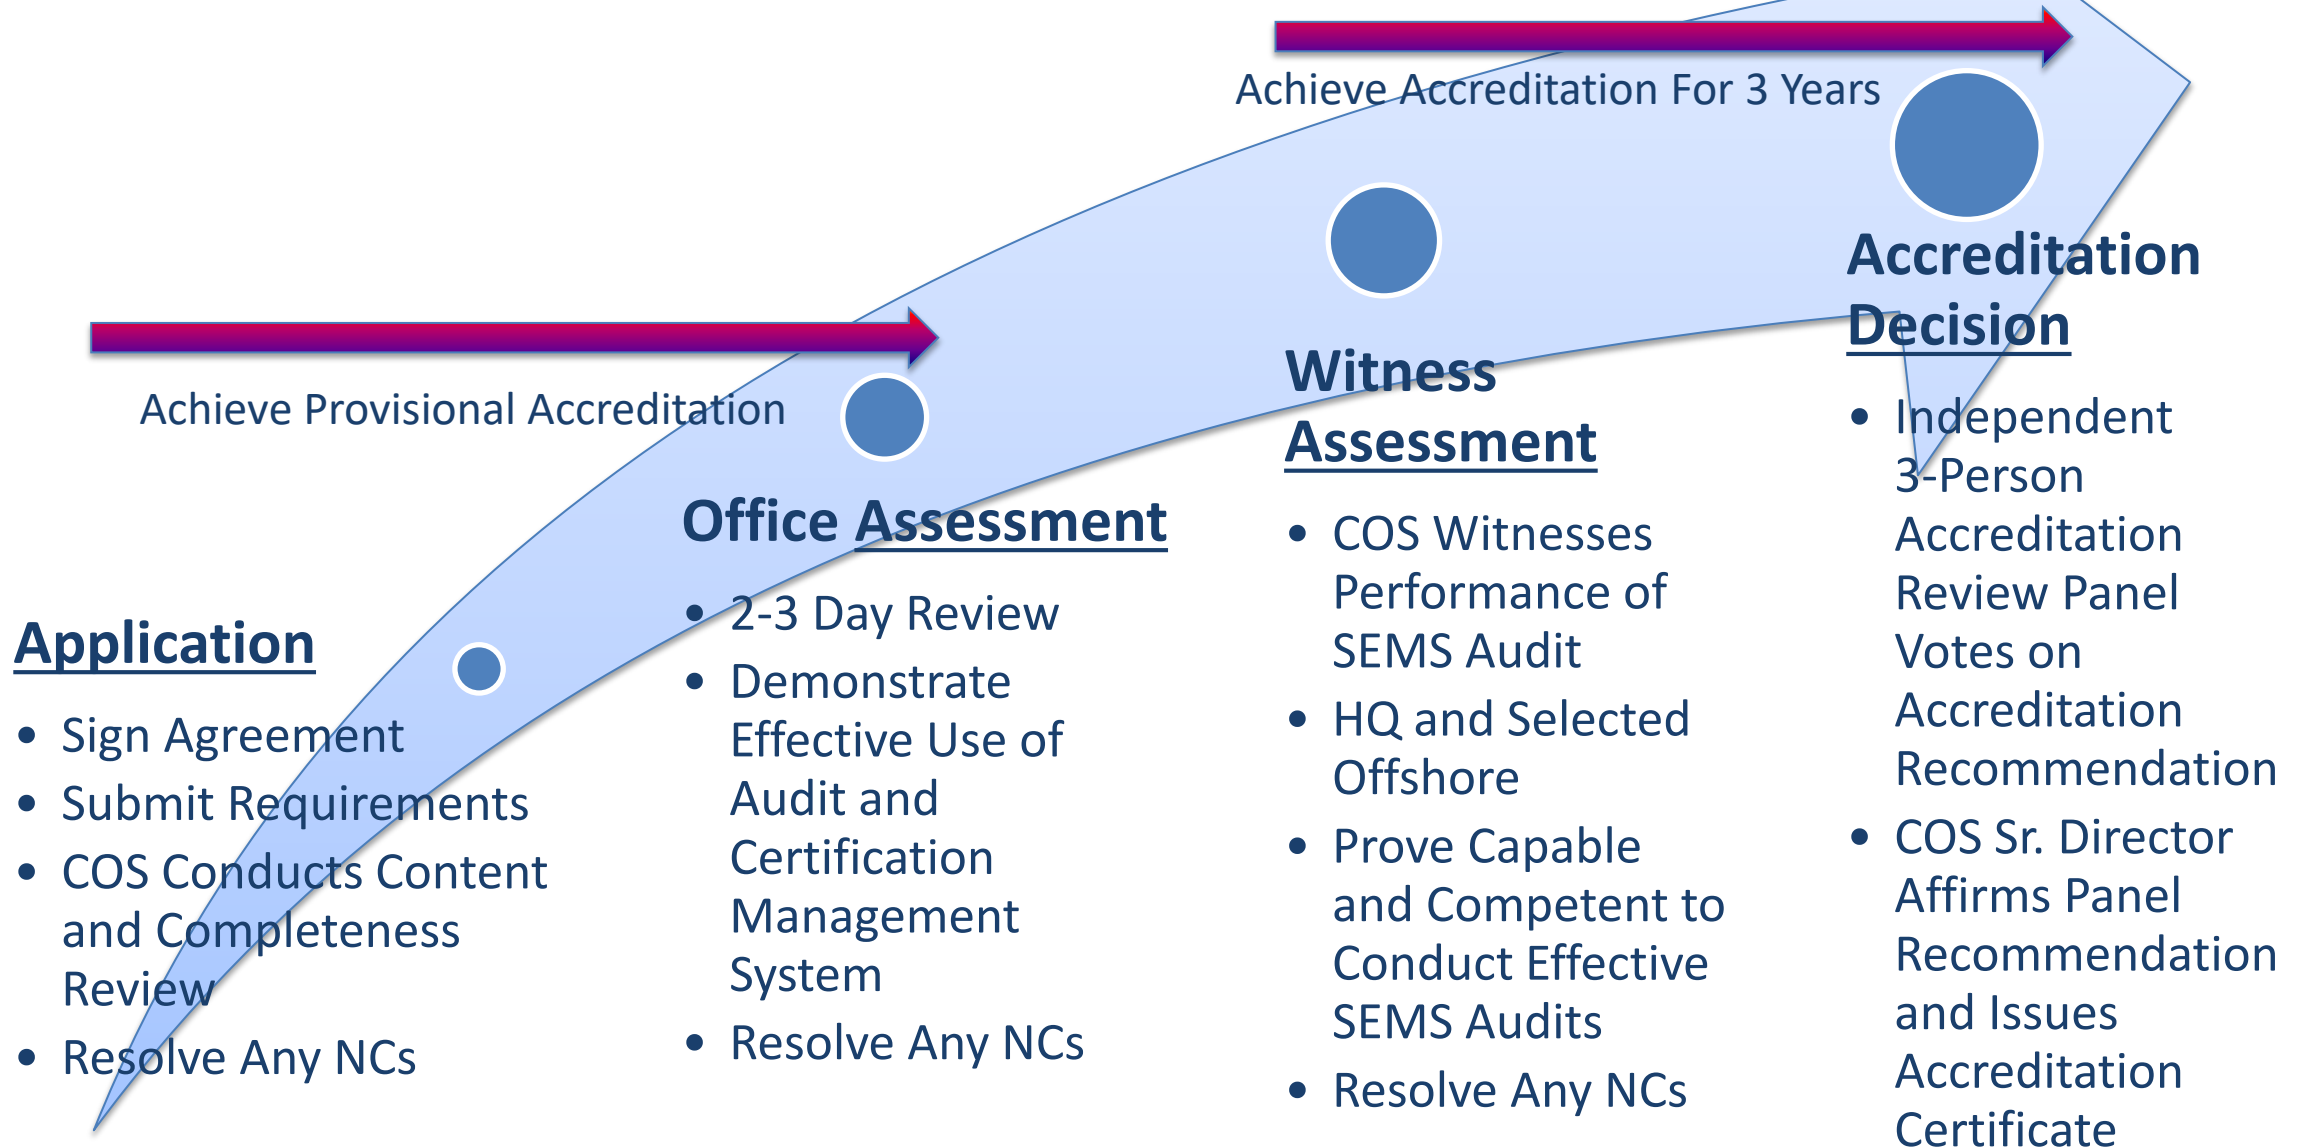 Achieve Accreditation For 3 Years
Achieve Provisional Accreditation
Application
• Sign Agreement
• Submit Requirements
• COS Conducts Content
and Completeness
Review
• Resolve Any NCs
Office Assessment
• 2-3 Day Review
• Demonstrate
Effective Use of
Audit and
Certification
Management
System
• Resolve Any NCs
Witness
Assessment
• COS Witnesses
Performance of
SEMS Audit
• HQ and Selected
Offshore
• Prove Capable
and Competent to
Conduct Effective
SEMS Audits
• Resolve Any NCs
Accreditation
Decision
• Independent
3-Person
Accreditation
Review Panel
Votes on
Accreditation
Recommendation
• COS Sr. Director
Affirms Panel
Recommendation
and Issues
Accreditation
Certificate